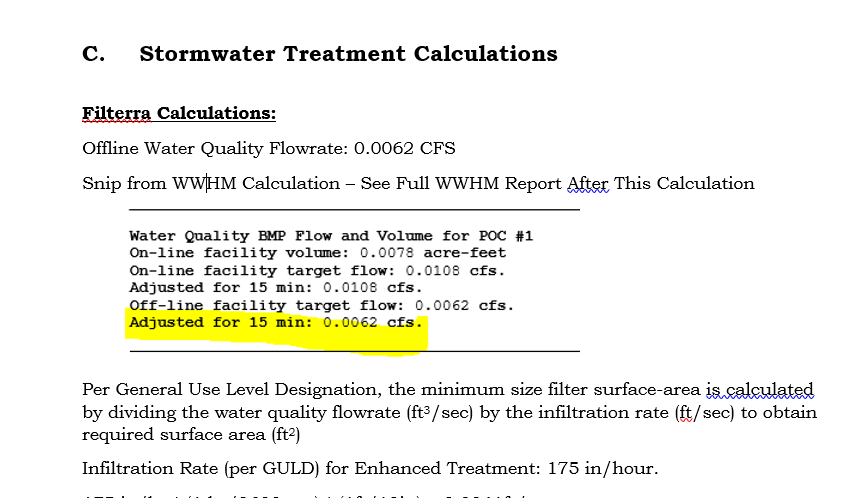 C. Stormwater Treatment Calculations
Filterra Calculations:
Offline Water Quality Flowrate: 0.0062 CFS
Snip from WWHM Calculation – See Full WWHM Report After This Calculation
Water Quality BMP Flow and Volume for POC #1
On-line facility volume: 0.0078 acre-feet
On-line facility target flow: 0.0108 cfs.
Adjusted for 15 min: 0.0108 cfs.
Off-line facility target flow: 0.0062 cfs.
Adjusted for 15 min: 0.0062 cfs.
Per General Use Level Designation, the minimum size filter surface-area is calculated
by dividing the water quality flowrate (ft³/sec) by the infiltration rate (ft/sec) to obtain
required surface area (ft²)
Infiltration Rate (per GULD) for Enhanced Treatment: 175 in/hour.